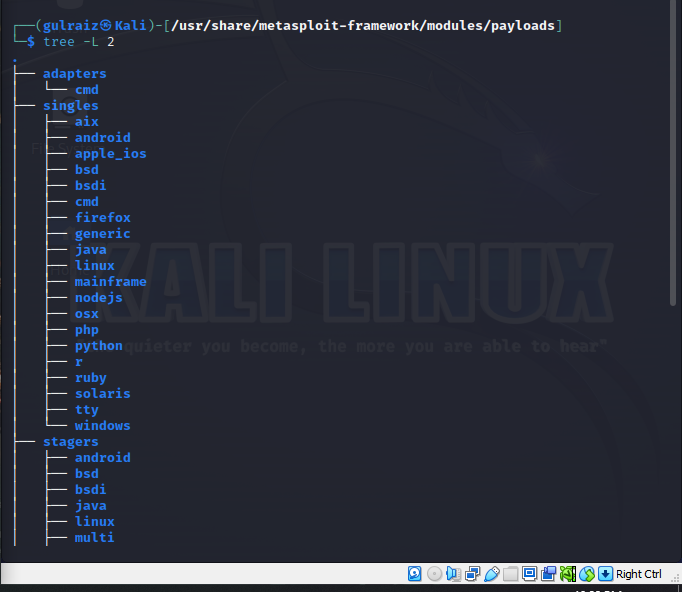 ┌──(gulraiz㉿Kali)-[/usr/share/metasploit-framework/modules/payloads]
└─$ tree -L 2
.
├── adapters
│   └── cmd
├── singles
│   ├── aix
│   ├── android
│   ├── apple_ios
│   ├── bsd
│   ├── bsdi
│   ├── cmd
│   ├── firefox
│   ├── generic
│   ├── java
│   ├── linux
│   ├── mainframe
│   ├── nodejs
│   ├── osx
│   ├── php
│   ├── python
│   ├── r
│   ├── ruby
│   ├── solaris
│   ├── tty
│   └── windows
├── stagers
│   ├── android
│   ├── bsd
│   ├── bsdi
│   ├── java
│   ├── linux
│   ├── multi
KALI LINUX
quieter you become, the more you are able to hear"
Right Ctrl